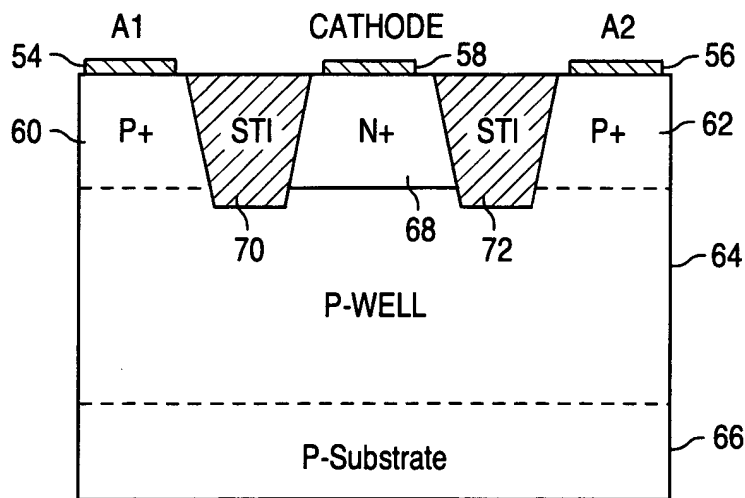 A1 CATHODE A2
54 58 56
60 P+ STI N+ STI P+ 62
70 68 72
64
P-WELL
P-Substrate
66